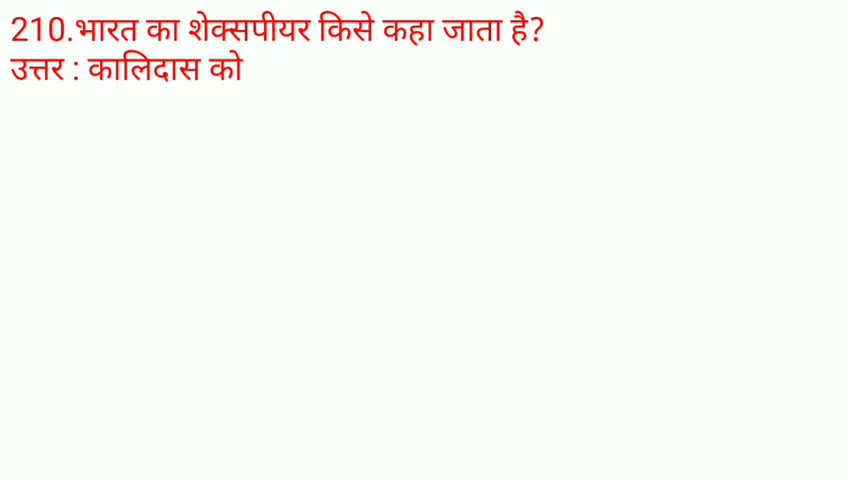 210.भारत का शेक्सपीयर किसे कहा जाता है?
उत्तर : कालिदास को